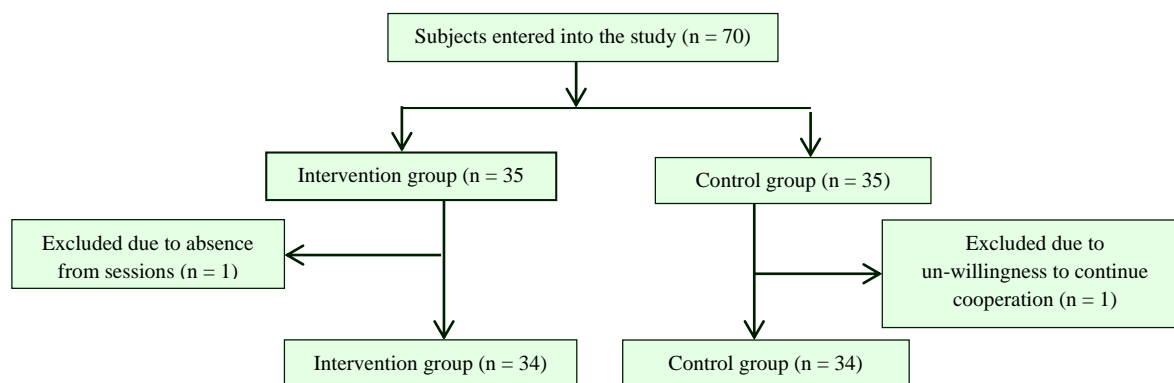 Subjects entered into the study (n = 70)
Intervention group (n = 35
Control group (n = 35)
Excluded due to absence
from sessions (n = 1)
Excluded due to
un-willingness to continue
cooperation (n = 1)
Intervention group (n = 34)
Control group (n = 34)